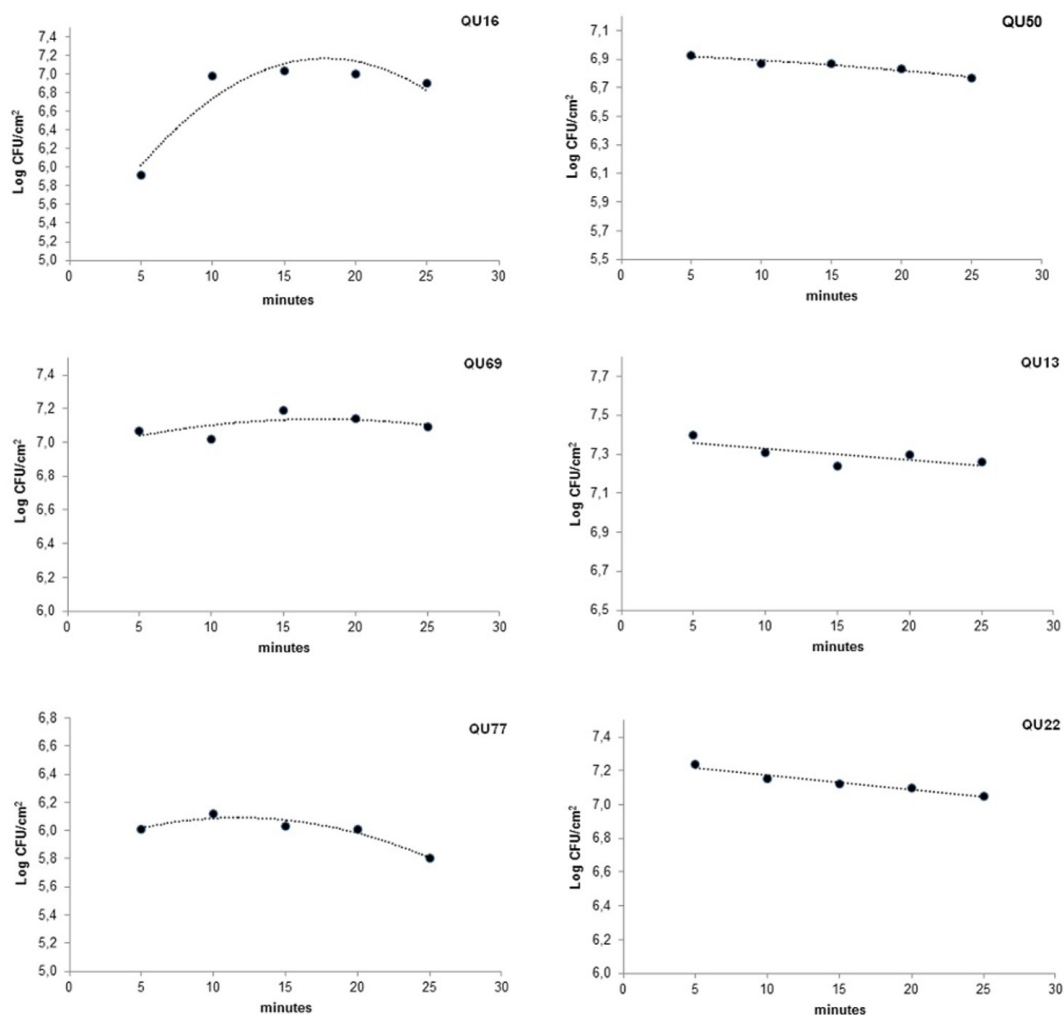 QU16
Log CFU/cm²
7,4
7,2
7,0
6,8
6,6
6,4
6,2
6,0
5,8
5,6
5,4
5,2
5,0
0 5 10 15 20 25 30
minutes
QU50
Log CFU/cm²
7,1
6,9
6,7
6,5
6,3
6,1
5,9
5,7
5,5
0 5 10 15 20 25 30
minutes
QU69
Log CFU/cm²
7,4
7,2
7,0
6,8
6,6
6,4
6,2
6,0
0 5 10 15 20 25 30
minutes
QU13
Log CFU/cm²
7,7
7,5
7,3
7,1
6,9
6,7
6,5
0 5 10 15 20 25 30
minutes
QU77
Log CFU/cm²
6,8
6,6
6,4
6,2
6,0
5,8
5,6
5,4
5,2
5,0
0 5 10 15 20 25 30
minutes
QU22
Log CFU/cm²
7,4
7,2
7,0
6,8
6,6
6,4
6,2
6,0
0 5 10 15 20 25 30
minutes